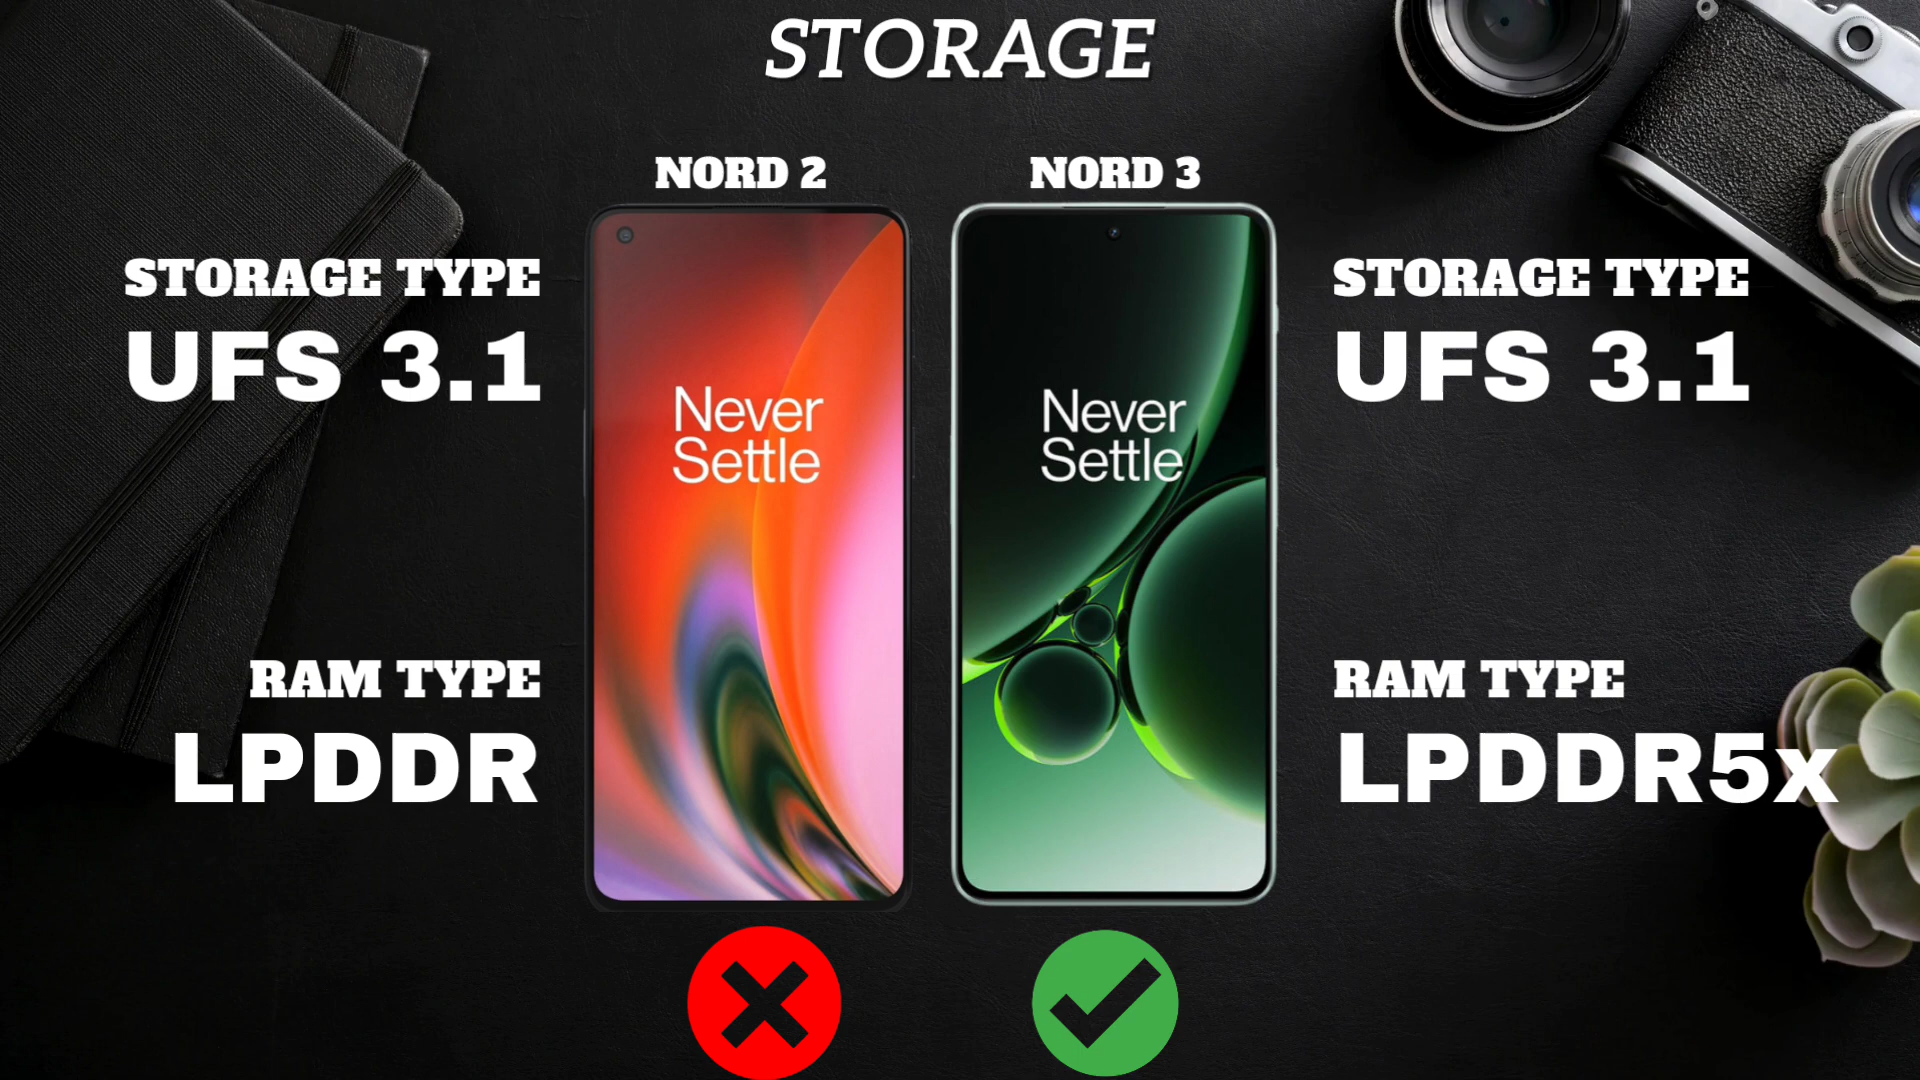 STORAGE
NORD 2
NORD 3
STORAGE TYPE
UFS 3.1
RAM TYPE
LPDDR
Never
Settle
Never
Settle
STORAGE TYPE
UFS 3.1
RAM TYPE
LPDDR5x